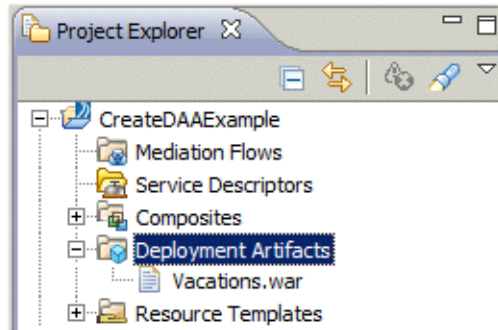 Project Explorer
CreateDAAExample
Mediation Flows
Service Descriptors
Composites
Deployment Artifacts
Vacations.war
Resource Templates